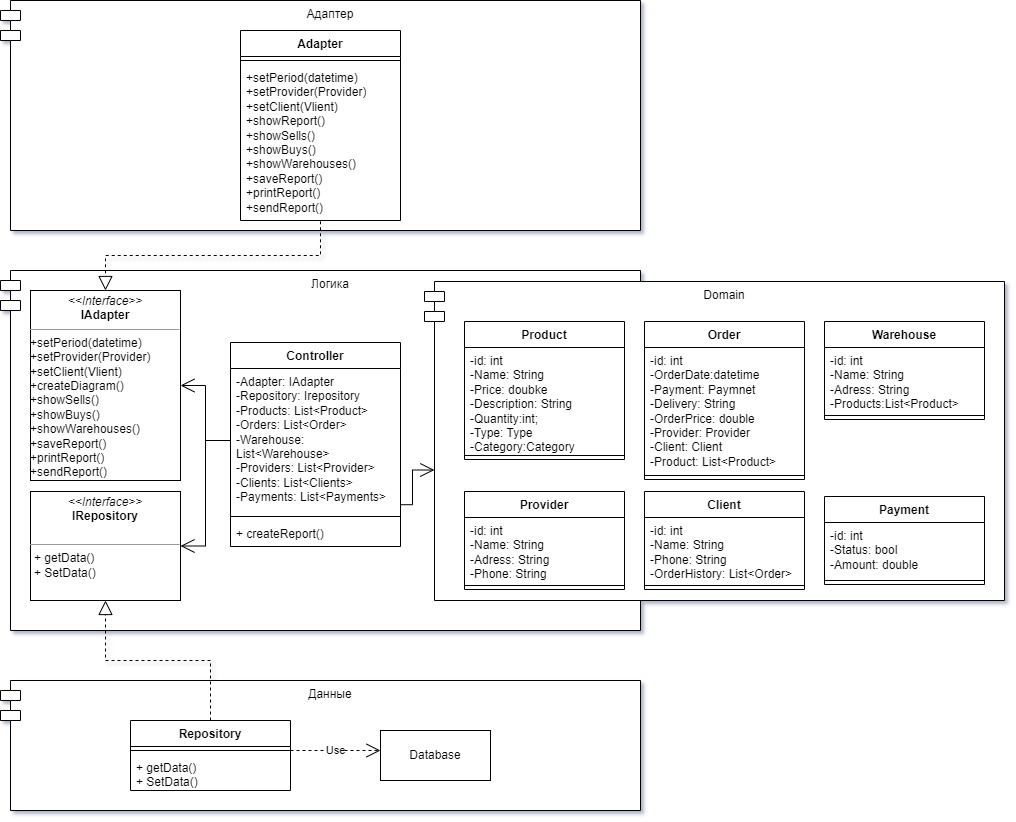 Адаптер
Adapter
+setPeriod(datetime)
+setProvider(Provider)
+setClient(Vlient)
+showReport()
+showSells()
+showBuys()
+showWarehouses()
+saveReport()
+printReport()
+sendReport()
Логика
<<Interface>>
IAdapter
+setPeriod(datetime)
+setProvider(Provider)
+setClient(Vlient)
+createDiagram()
+showSells()
+showBuys()
+showWarehouses()
+saveReport()
+printReport()
+sendReport()
<<Interface>>
IRepository
+ getData()
+ SetData()
Controller
-Adapter: IAdapter
-Repository: Irepository
-Products: List<Product>
-Orders: List<Order>
-Warehouse:
List<Warehouse>
-Providers: List<Provider>
-Clients: List<Clients>
-Payments: List<Payments>
+ createReport()
Domain
Product
-id: int
-Name: String
-Price: doubke
-Description: String
-Quantity:int;
-Type: Type
-Category:Category
Order
-id: int
-OrderDate:datetime
-Payment: Paymnet
-Delivery: String
-OrderPrice: double
-Provider: Provider
-Client: Client
-Product: List<Product>
Warehouse
-id: int
-Name: String
-Adress: String
-Products:List<Product>
Provider
-id: int
-Name: String
-Adress: String
-Phone: String
Client
-id: int
-Name: String
-Phone: String
-OrderHistory: List<Order>
Payment
-id: int
-Status: bool
-Amount: double
Данные
Repository
+ getData()
+ SetData()
Use
Database